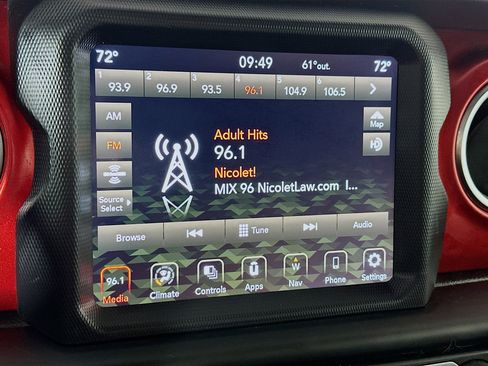 72° 09:49 61°out. 72°
1 2 3 4 5 6
93.9 96.9 93.5 96.1 104.9 106.5
AM
Map
Adult Hits
FM
96.1
HD
Nicolet!
MIX 96 NicoletLaw.com I...
Source
Select
Browse Tune Audio
96.1 W
Media Climate Controls Apps Nav Phone Settings